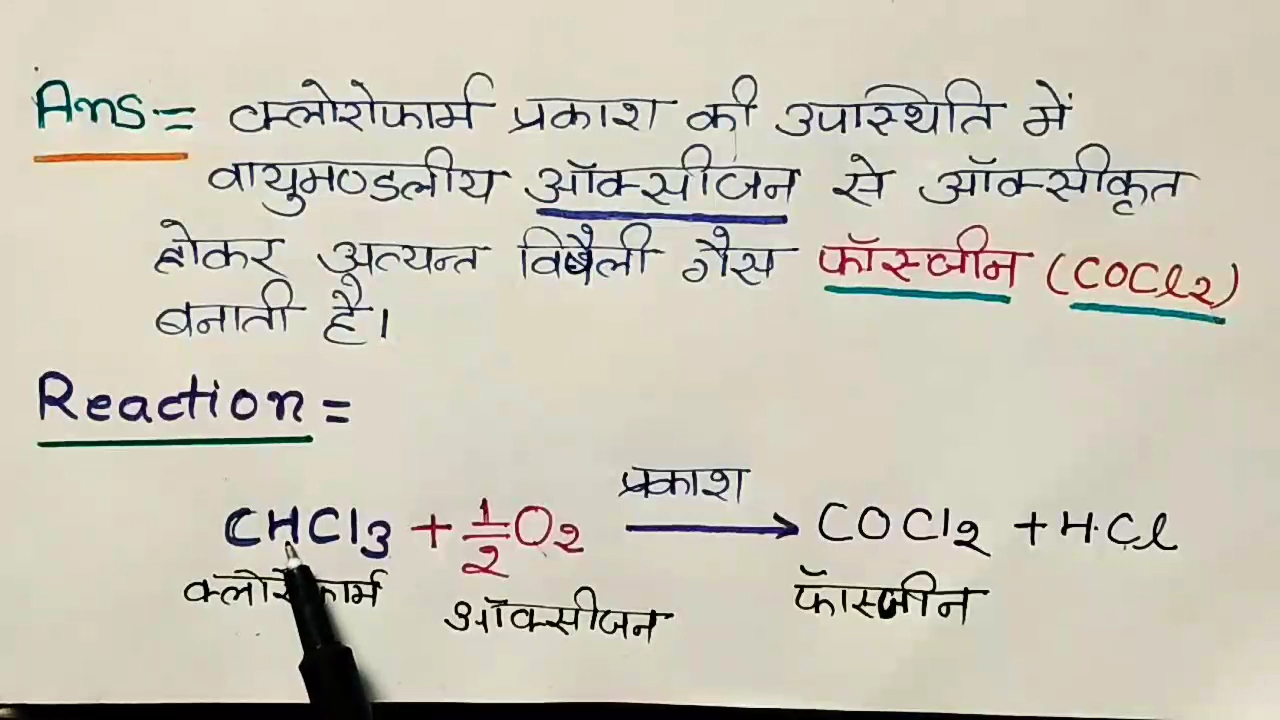 Ans = क्लोरोफार्म प्रकाश की उपस्थिति में
वायुमण्डलीय ऑक्सीजन से ऑक्सीकृत
होकर अत्यन्त विषैली गैस फॉस्जीन (COCl2)
बनाती है।
Reaction =
प्रकाश
CHCl3 + 1/2 O2 → COCl2 + H.Cl
क्लोरोफार्म ऑक्सीजन फॉस्जीन